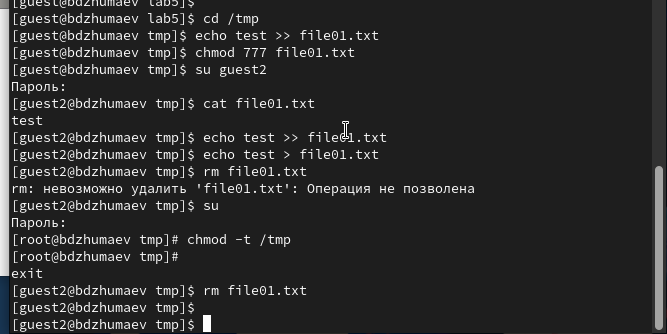 [guest@bdzhumaev lab5]$
[guest@bdzhumaev lab5]$ cd /tmp
[guest@bdzhumaev tmp]$ echo test >> file01.txt
[guest@bdzhumaev tmp]$ chmod 777 file01.txt
[guest@bdzhumaev tmp]$ su guest2
Пароль:
[guest2@bdzhumaev tmp]$ cat file01.txt
test
[guest2@bdzhumaev tmp]$ echo test >> file01.txt
[guest2@bdzhumaev tmp]$ echo test > file01.txt
[guest2@bdzhumaev tmp]$ rm file01.txt
rm: невозможно удалить 'file01.txt': Операция не позволена
[guest2@bdzhumaev tmp]$ su
Пароль:
[root@bdzhumaev tmp]# chmod -t /tmp
[root@bdzhumaev tmp]#
exit
[guest2@bdzhumaev tmp]$ rm file01.txt
[guest2@bdzhumaev tmp]$
[guest2@bdzhumaev tmp]$